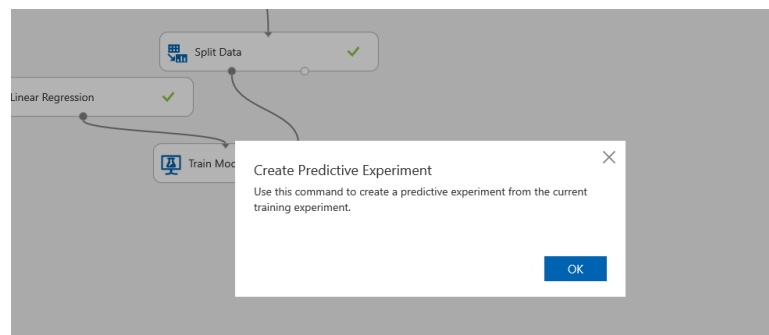 Split Data
Linear Regression
Train Mod
Create Predictive Experiment
Use this command to create a predictive experiment from the current
training experiment.
OK